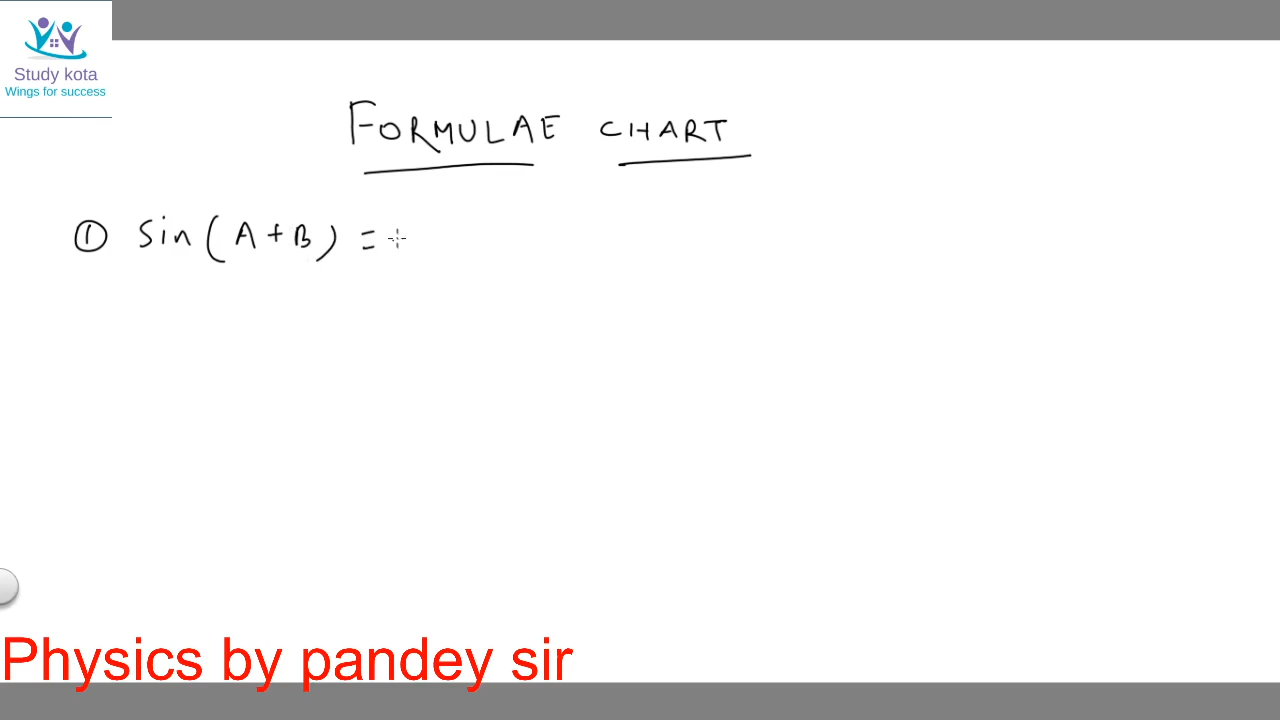 Study kota
Wings for success
FORMULAE CHART
① Sin(A+B) =
Physics by pandey sir